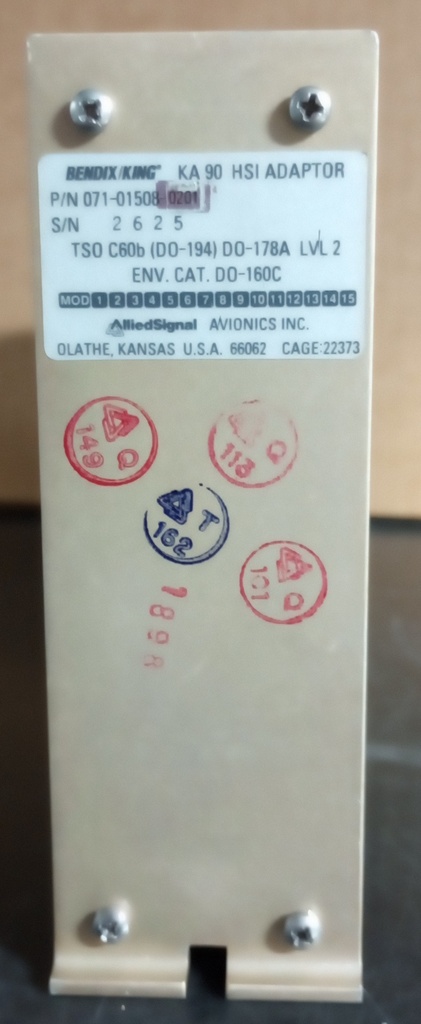 BENDIX/KING® KA 90 HSI ADAPTOR
P/N 071-01508-0201
S/N 2625
TSO C60b (DO-194) DO-178A LVL 2
ENV. CAT. DO-160C
MOD 1 2 3 4 5 6 7 8 9 10 11 12 13 14 15
AlliedSignal AVIONICS INC.
OLATHE, KANSAS U.S.A. 66062 CAGE:22373
Q 149
Q 113
T 162
Q 101